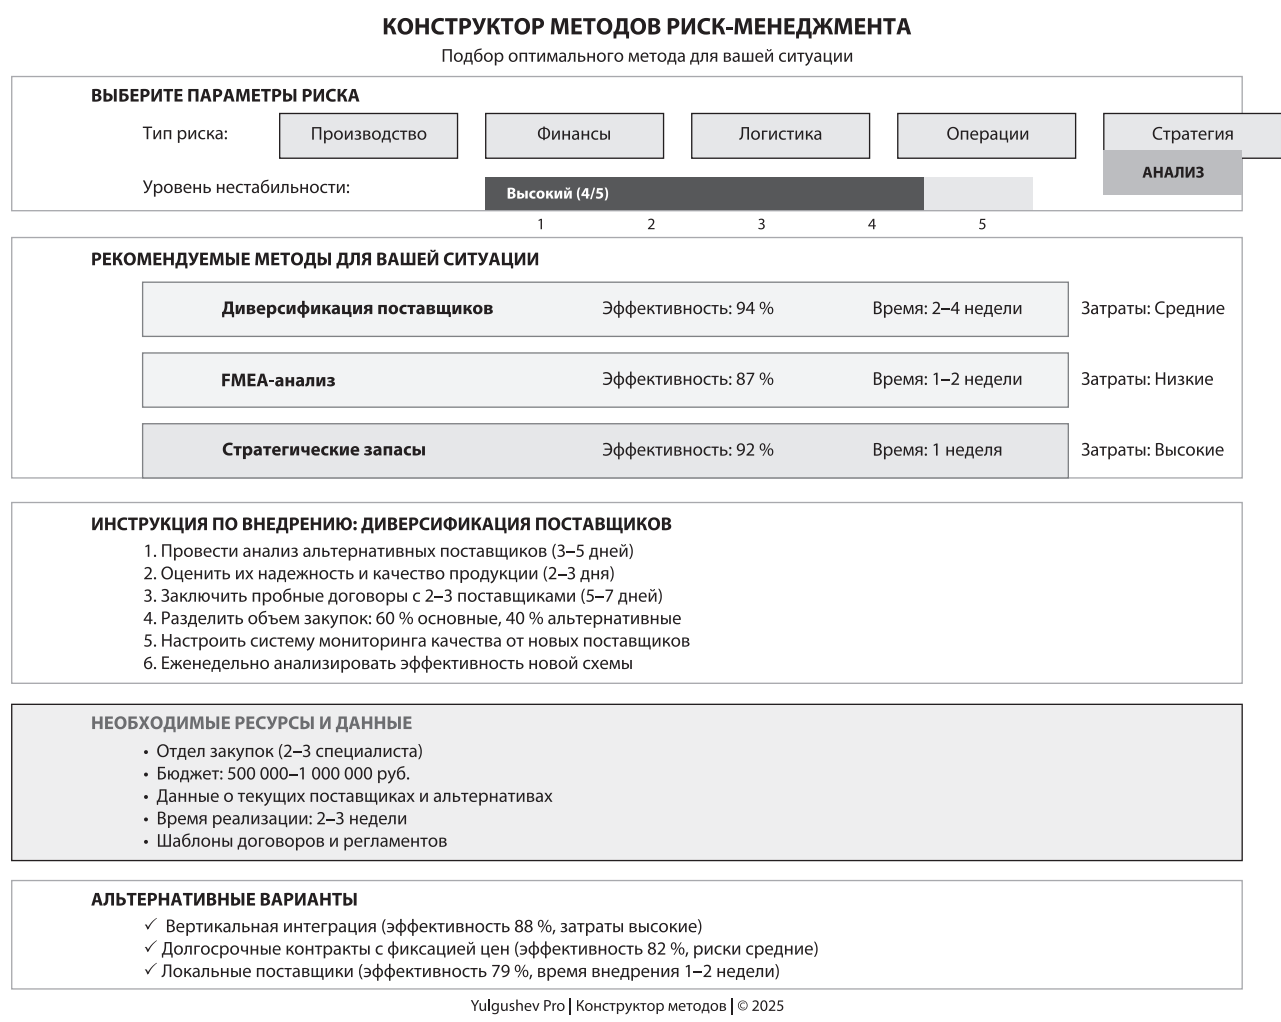 КОНСТРУКТОР МЕТОДОВ РИСК-МЕНЕДЖМЕНТА
Подбор оптимального метода для вашей ситуации
ВЫБЕРИТЕ ПАРАМЕТРЫ РИСКА
Тип риска: Производство Финансы Логистика Операции Стратегия
АНАЛИЗ
Уровень нестабильности: Высокий (4/5)
1 2 3 4 5
РЕКОМЕНДУЕМЫЕ МЕТОДЫ ДЛЯ ВАШЕЙ СИТУАЦИИ
Диверсификация поставщиков Эффективность: 94 % Время: 2–4 недели Затраты: Средние
FMEA-анализ Эффективность: 87 % Время: 1–2 недели Затраты: Низкие
Стратегические запасы Эффективность: 92 % Время: 1 неделя Затраты: Высокие
ИНСТРУКЦИЯ ПО ВНЕДРЕНИЮ: ДИВЕРСИФИКАЦИЯ ПОСТАВЩИКОВ
1. Провести анализ альтернативных поставщиков (3–5 дней)
2. Оценить их надежность и качество продукции (2–3 дня)
3. Заключить пробные договоры с 2–3 поставщиками (5–7 дней)
4. Разделить объем закупок: 60 % основные, 40 % альтернативные
5. Настроить систему мониторинга качества от новых поставщиков
6. Еженедельно анализировать эффективность новой схемы
НЕОБХОДИМЫЕ РЕСУРСЫ И ДАННЫЕ
• Отдел закупок (2–3 специалиста)
• Бюджет: 500 000–1 000 000 руб.
• Данные о текущих поставщиках и альтернативах
• Время реализации: 2–3 недели
• Шаблоны договоров и регламентов
АЛЬТЕРНАТИВНЫЕ ВАРИАНТЫ
✓ Вертикальная интеграция (эффективность 88 %, затраты высокие)
✓ Долгосрочные контракты с фиксацией цен (эффективность 82 %, риски средние)
✓ Локальные поставщики (эффективность 79 %, время внедрения 1–2 недели)
Yulgushev Pro | Конструктор методов | © 2025